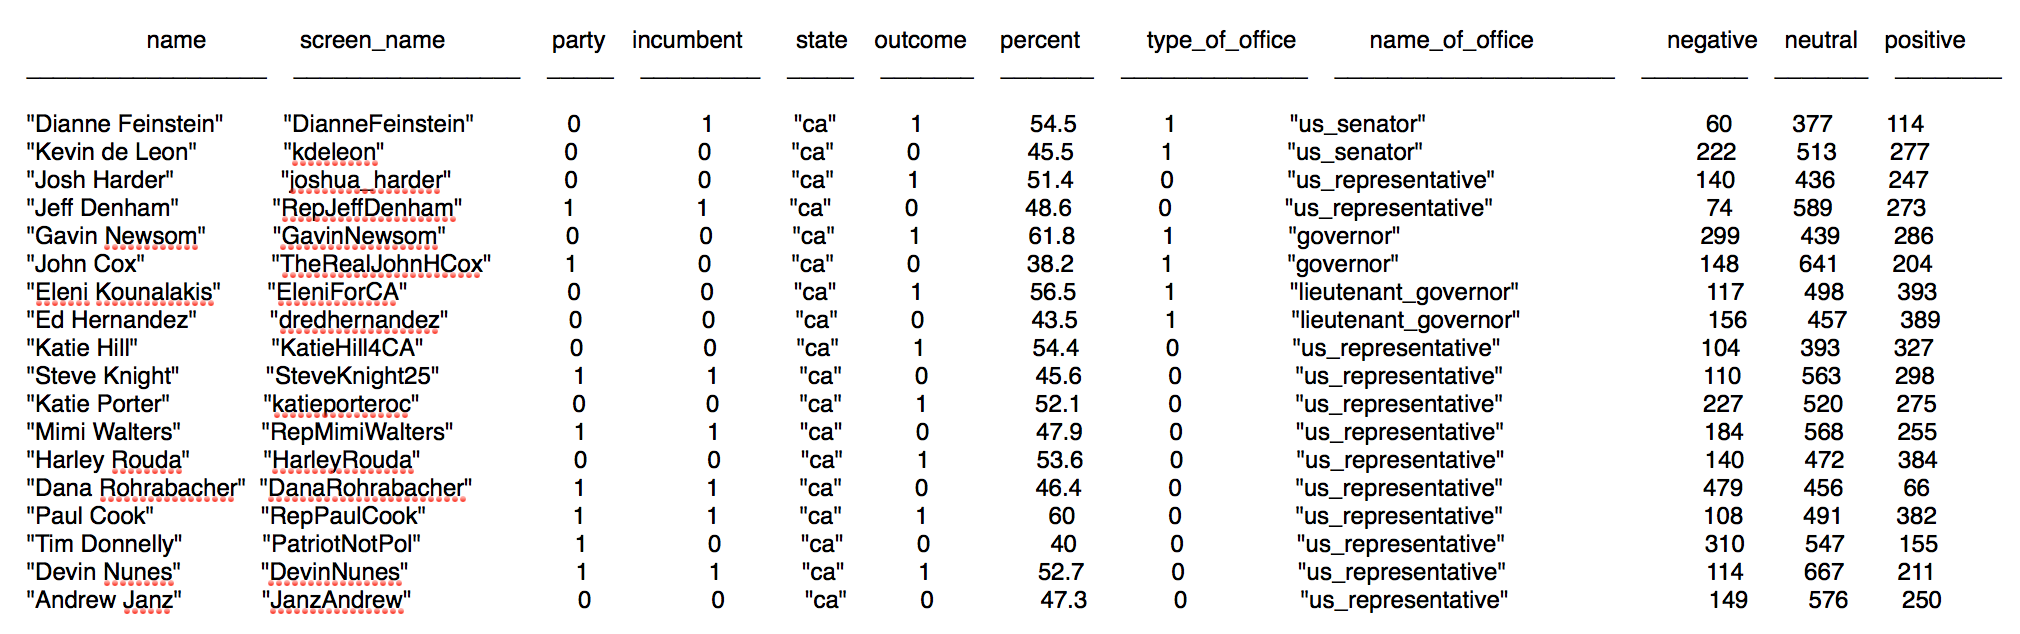 name screen_name party incumbent state outcome percent type_of_office name_of_office negative neutral positive
"Dianne Feinstein" "DianneFeinstein" 0 1 "ca" 1 54.5 1 "us_senator" 60 377 114
"Kevin de Leon" "kdeleon" 0 0 "ca" 0 45.5 1 "us_senator" 222 513 277
"Josh Harder" "joshua_harder" 0 0 "ca" 1 51.4 0 "us_representative" 140 436 247
"Jeff Denham" "RepJeffDenham" 1 1 "ca" 0 48.6 0 "us_representative" 74 589 273
"Gavin Newsom" "GavinNewsom" 0 0 "ca" 1 61.8 1 "governor" 299 439 286
"John Cox" "TheRealJohnHCox" 1 0 "ca" 0 38.2 1 "governor" 148 641 204
"Eleni Kounalakis" "EleniForCA" 0 0 "ca" 1 56.5 1 "lieutenant_governor" 117 498 393
"Ed Hernandez" "dredhernandez" 0 0 "ca" 0 43.5 1 "lieutenant_governor" 156 457 389
"Katie Hill" "KatieHill4CA" 0 0 "ca" 1 54.4 0 "us_representative" 104 393 327
"Steve Knight" "SteveKnight25" 1 1 "ca" 0 45.6 0 "us_representative" 110 563 298
"Katie Porter" "katieporteroc" 0 0 "ca" 1 52.1 0 "us_representative" 227 520 275
"Mimi Walters" "RepMimiWalters" 1 1 "ca" 0 47.9 0 "us_representative" 184 568 255
"Harley Rouda" "HarleyRouda" 0 0 "ca" 1 53.6 0 "us_representative" 140 472 384
"Dana Rohrabacher" "DanaRohrabacher" 1 1 "ca" 0 46.4 0 "us_representative" 479 456 66
"Paul Cook" "RepPaulCook" 1 1 "ca" 1 60 0 "us_representative" 108 491 382
"Tim Donnelly" "PatriotNotPol" 1 0 "ca" 0 40 0 "us_representative" 310 547 155
"Devin Nunes" "DevinNunes" 1 1 "ca" 1 52.7 0 "us_representative" 114 667 211
"Andrew Janz" "JanzAndrew" 0 0 "ca" 0 47.3 0 "us_representative" 149 576 250